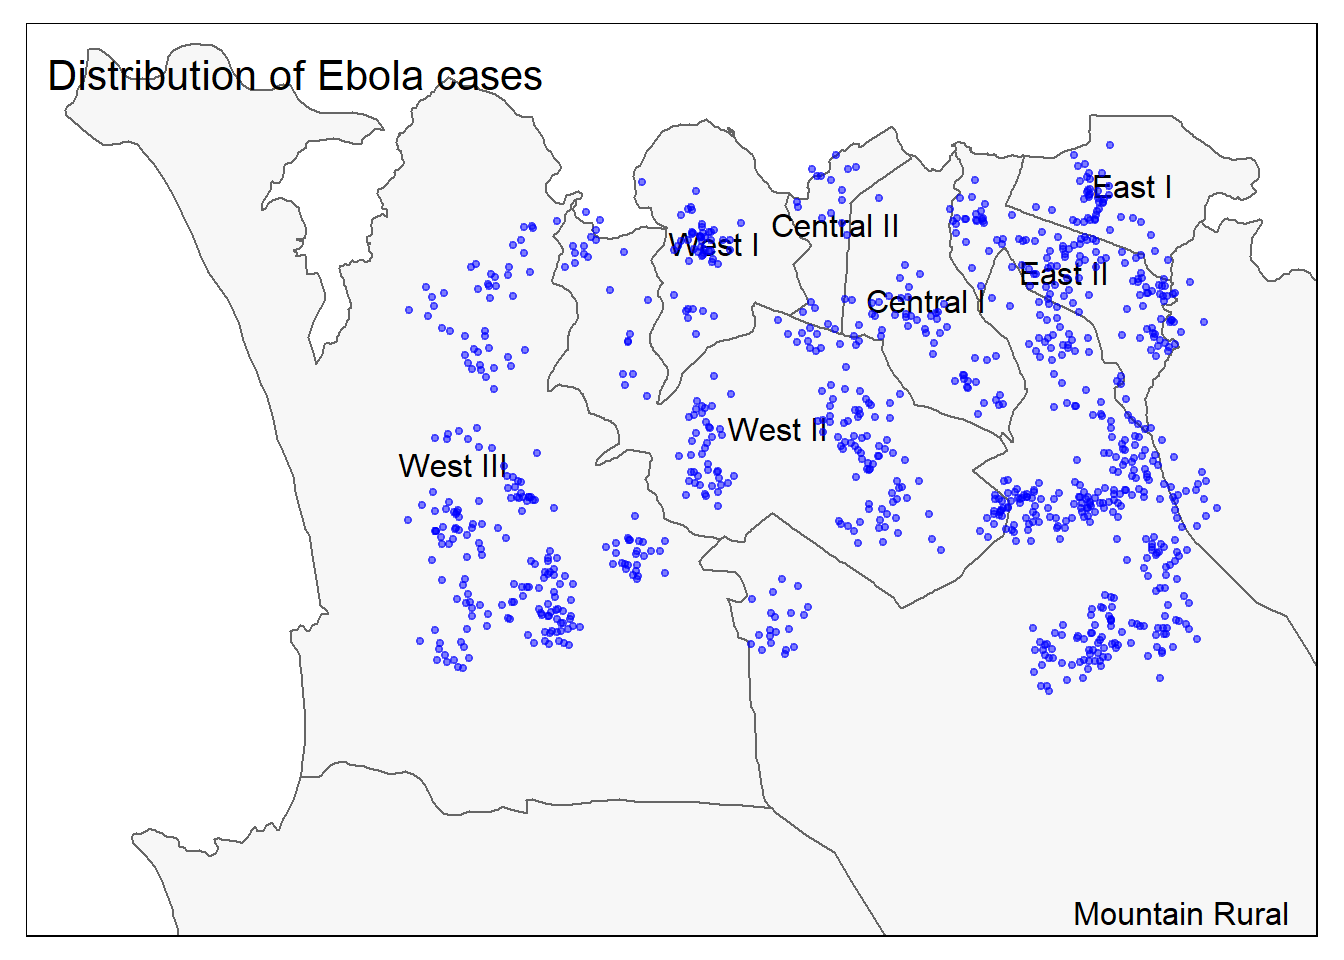 Distribution of Ebola cases
East I
Central II
West I
East II
Central I
West II
West III
Mountain Rural